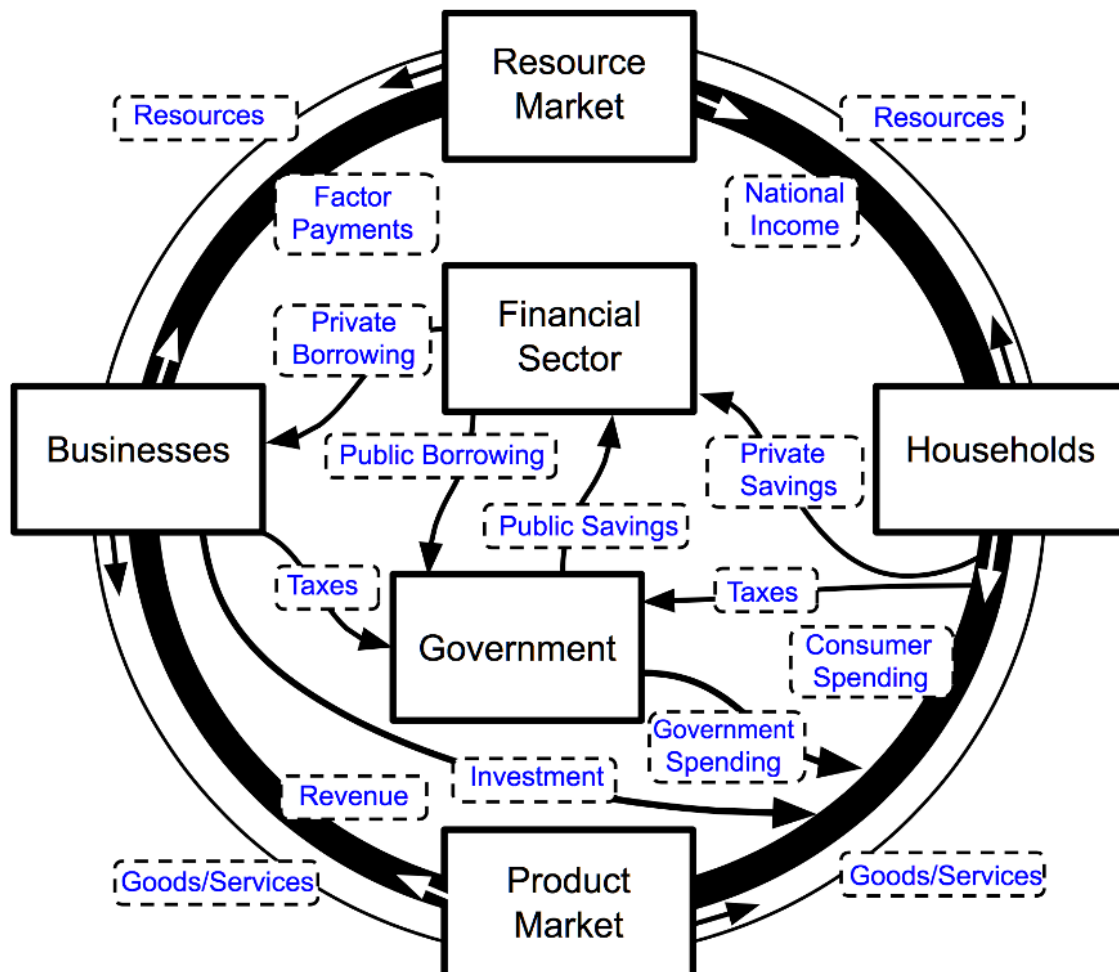 Resource
Market
Resources
Resources
Factor
Payments
National
Income
Financial
Sector
Private
Borrowing
Businesses
Public Borrowing
Private
Savings
Households
Public Savings
Taxes
Taxes
Government
Consumer
Spending
Government
Spending
Investment
Revenue
Goods/Services
Product
Market
Goods/Services